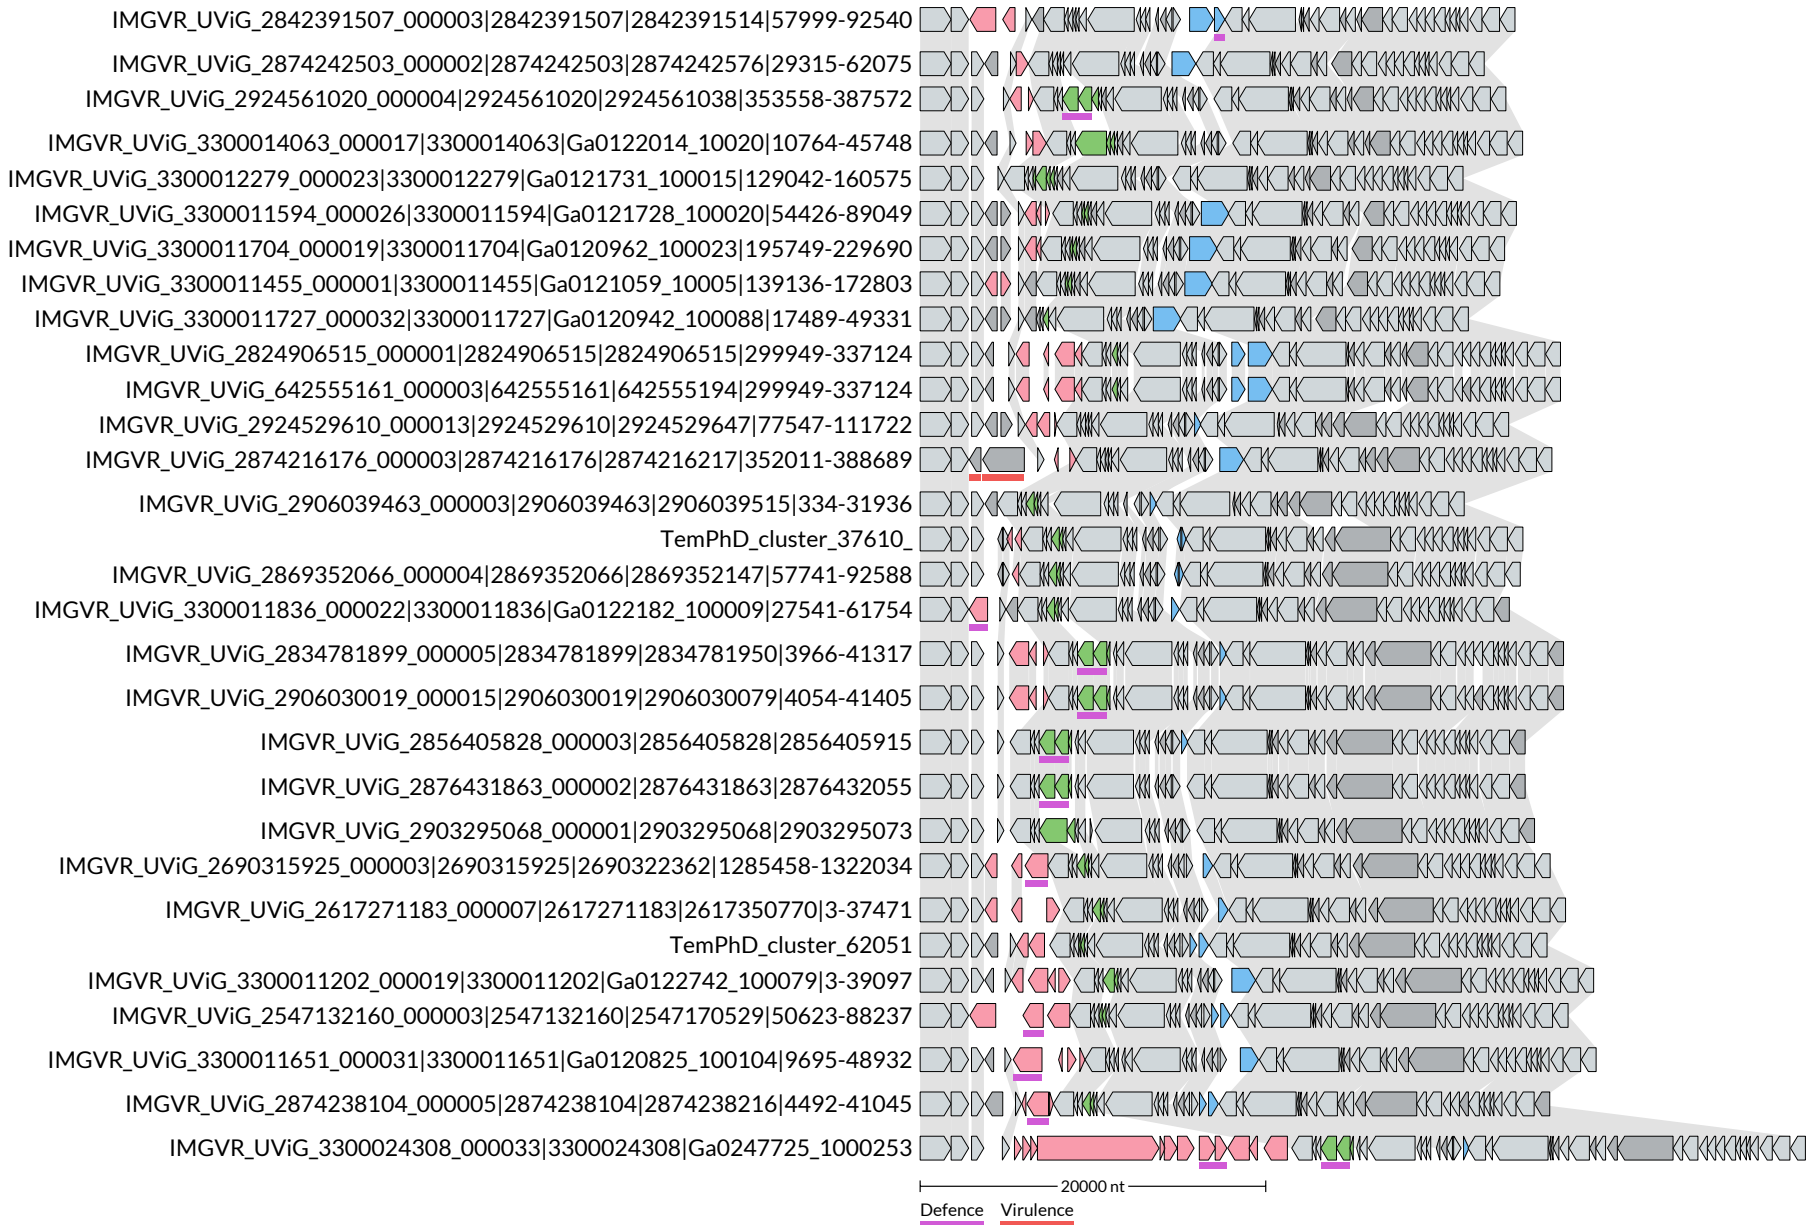 IMGVR_UViG_2842391507_000003|2842391507|2842391514|57999-92540
IMGVR_UViG_2874242503_000002|2874242503|2874242576|29315-62075
IMGVR_UViG_2924561020_000004|2924561020|2924561038|353558-387572
IMGVR_UViG_3300014063_000017|3300014063|Ga0122014_10020|10764-45748
IMGVR_UViG_3300012279_000023|3300012279|Ga0121731_100015|129042-160575
IMGVR_UViG_3300011594_000026|3300011594|Ga0121728_100020|54426-89049
IMGVR_UViG_3300011704_000019|3300011704|Ga0120962_100023|195749-229690
IMGVR_UViG_3300011455_000001|3300011455|Ga0121059_10005|139136-172803
IMGVR_UViG_3300011727_000032|3300011727|Ga0120942_100088|17489-49331
IMGVR_UViG_2824906515_000001|2824906515|2824906515|299949-337124
IMGVR_UViG_642555161_000003|642555161|642555194|299949-337124
IMGVR_UViG_2924529610_000013|2924529610|2924529647|77547-111722
IMGVR_UViG_2874216176_000003|2874216176|2874216217|352011-388689
IMGVR_UViG_2906039463_000003|2906039463|2906039515|334-31936
TemPhD_cluster_37610_
IMGVR_UViG_2869352066_000004|2869352066|2869352147|57741-92588
IMGVR_UViG_3300011836_000022|3300011836|Ga0122182_100009|27541-61754
IMGVR_UViG_2834781899_000005|2834781899|2834781950|3966-41317
IMGVR_UViG_2906030019_000015|2906030019|2906030079|4054-41405
IMGVR_UViG_2856405828_000003|2856405828|2856405915
IMGVR_UViG_2876431863_000002|2876431863|2876432055
IMGVR_UViG_2903295068_000001|2903295068|2903295073
IMGVR_UViG_2690315925_000003|2690315925|2690322362|1285458-1322034
IMGVR_UViG_2617271183_000007|2617271183|2617350770|3-37471
TemPhD_cluster_62051
IMGVR_UViG_3300011202_000019|3300011202|Ga0122742_100079|3-39097
IMGVR_UViG_2547132160_000003|2547132160|2547170529|50623-88237
IMGVR_UViG_3300011651_000031|3300011651|Ga0120825_100104|9695-48932
IMGVR_UViG_2874238104_000005|2874238104|2874238216|4492-41045
IMGVR_UViG_3300024308_000033|3300024308|Ga0247725_1000253
20000 nt
Defence Virulence